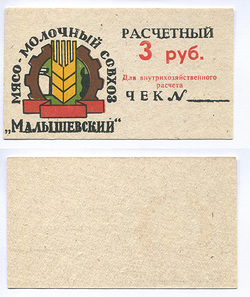 МЯСО-МОЛОЧНЫЙ СОВХОЗ
„МАЛЫШЕВСКИЙ“
РАСЧЕТНЫЙ
3 руб.
Для внутрихозяйственного
расчета
ЧЕК №